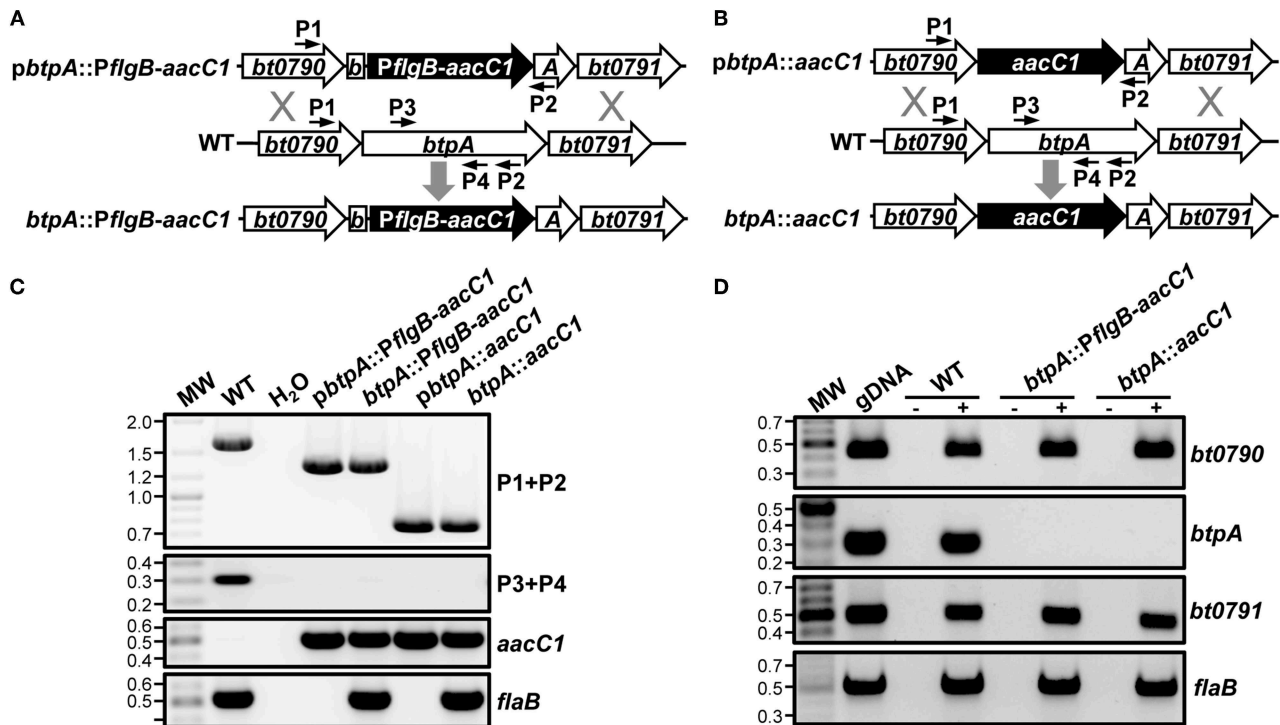 A
P1
pbtpA::PflgB-aacC1 bt0790 b PflgB-aacC1 A bt0791
P2
X P1 P3 X
WT bt0790 btpA bt0791
P4 P2
btpA::PflgB-aacC1 bt0790 b PflgB-aacC1 A bt0791
B
P1
pbtpA::aacC1 bt0790 aacC1 A bt0791
P2
X P1 P3 X
WT bt0790 btpA bt0791
P4 P2
btpA::aacC1 bt0790 aacC1 A bt0791
C
MW WT H2O pbtpA::PflgB-aacC1 btpA::PflgB-aacC1 pbtpA::aacC1 btpA::aacC1
2.0
1.5
1.2
1.0
0.7
P1+P2
0.4
0.3
0.2
P3+P4
0.6
0.5
0.4
aacC1
0.6
0.5
flaB
D
MW gDNA WT btpA::PflgB-aacC1 btpA::aacC1
- + - + - +
0.7
0.5
0.3
bt0790
0.5
0.4
0.3
0.2
btpA
0.7
0.5
0.4
bt0791
0.7
0.5
0.3
flaB